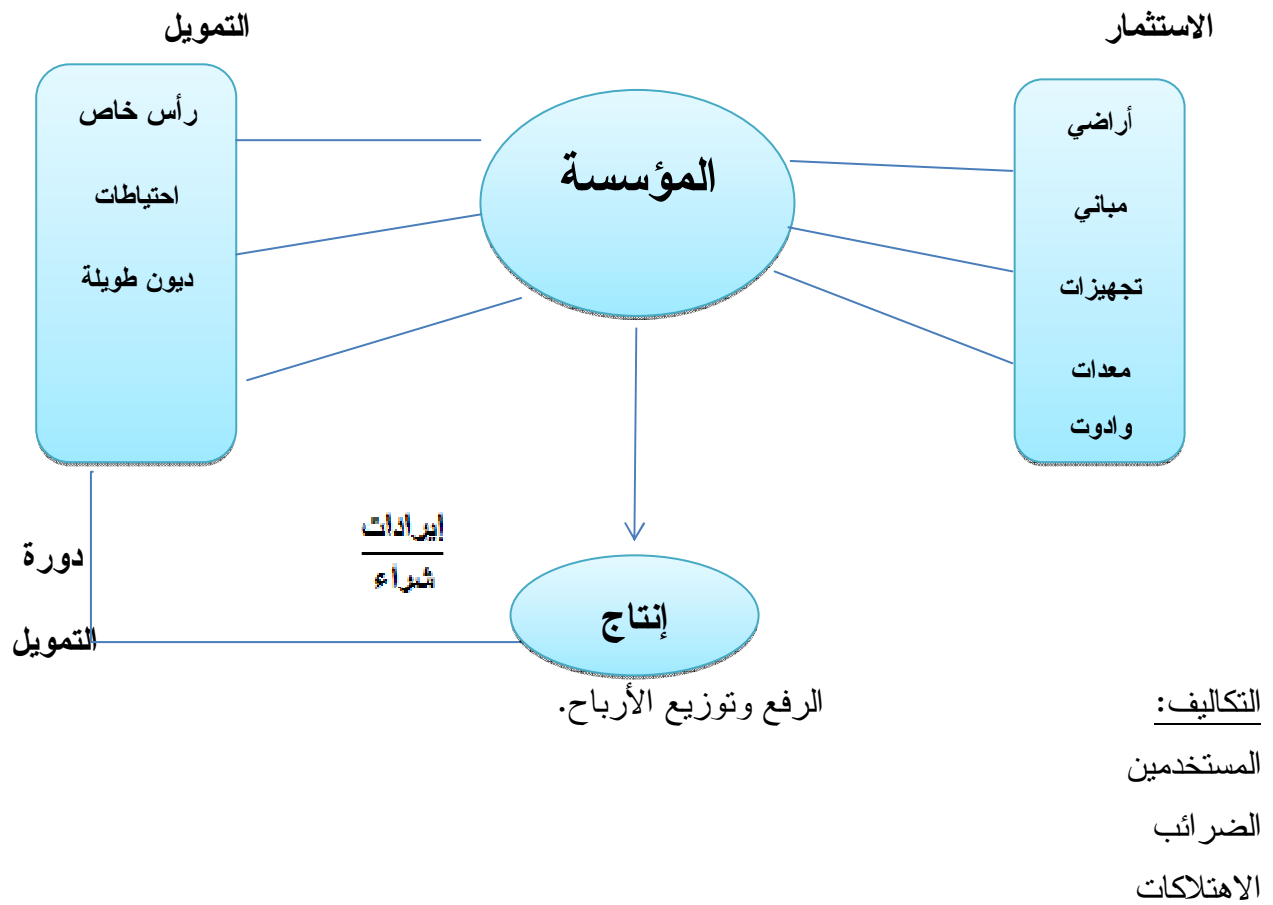 الاستثمار
التمويل
أراضي
مباني
تجهيزات
معدات
وادوت
المؤسسة
رأس خاص
احتياطات
ديون طويلة
إيرادات
شراء
دورة
التمويل
إنتاج
الرفع وتوزيع الأرباح.
التكاليف:
المستخدمين
الضرائب
الاهتلاكات